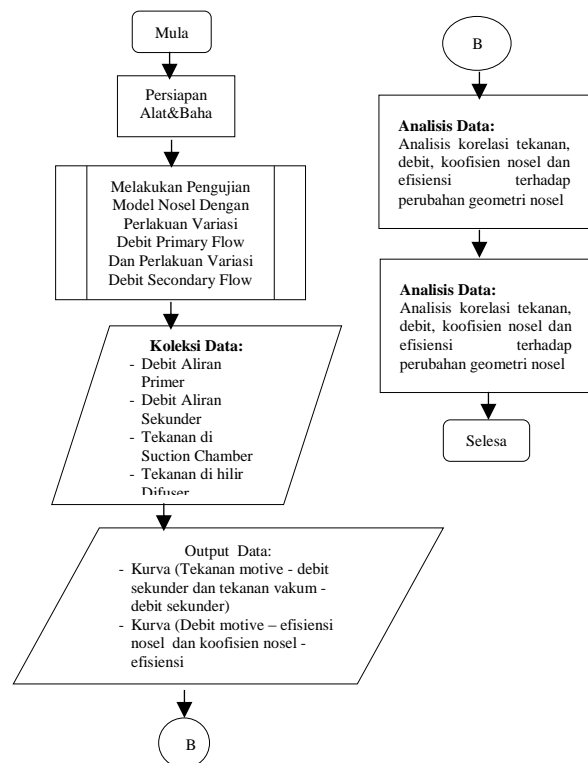 Mula
Persiapan
Alat&Baha
Melakukan Pengujian
Model Nosel Dengan
Perlakuan Variasi
Debit Primary Flow
Dan Perlakuan Variasi
Debit Secondary Flow
Koleksi Data:
- Debit Aliran
Primer
- Debit Aliran
Sekunder
- Tekanan di
Suction Chamber
- Tekanan di hilir
Difuser
Output Data:
- Kurva (Tekanan motive - debit
sekunder dan tekanan vakum -
debit sekunder)
- Kurva (Debit motive – efisiensi
nosel dan koofisien nosel -
efisiensi
B
B
Analisis Data:
Analisis korelasi tekanan,
debit, koofisien nosel dan
efisiensi terhadap
perubahan geometri nosel
Analisis Data:
Analisis korelasi tekanan,
debit, koofisien nosel dan
efisiensi terhadap
perubahan geometri nosel
Selesa